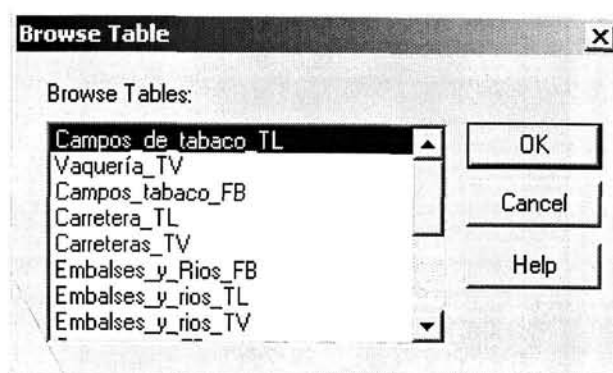 Browse Table
Browse Tables:
Campos_de_tabaco_TL
Vaquería_TV
Campos_tabaco_FB
Carretera_TL
Carreteras_TV
Embalses_y_Rios_FB
Embalses_y_rios_TL
Embalses_y_rios_TV
OK
Cancel
Help